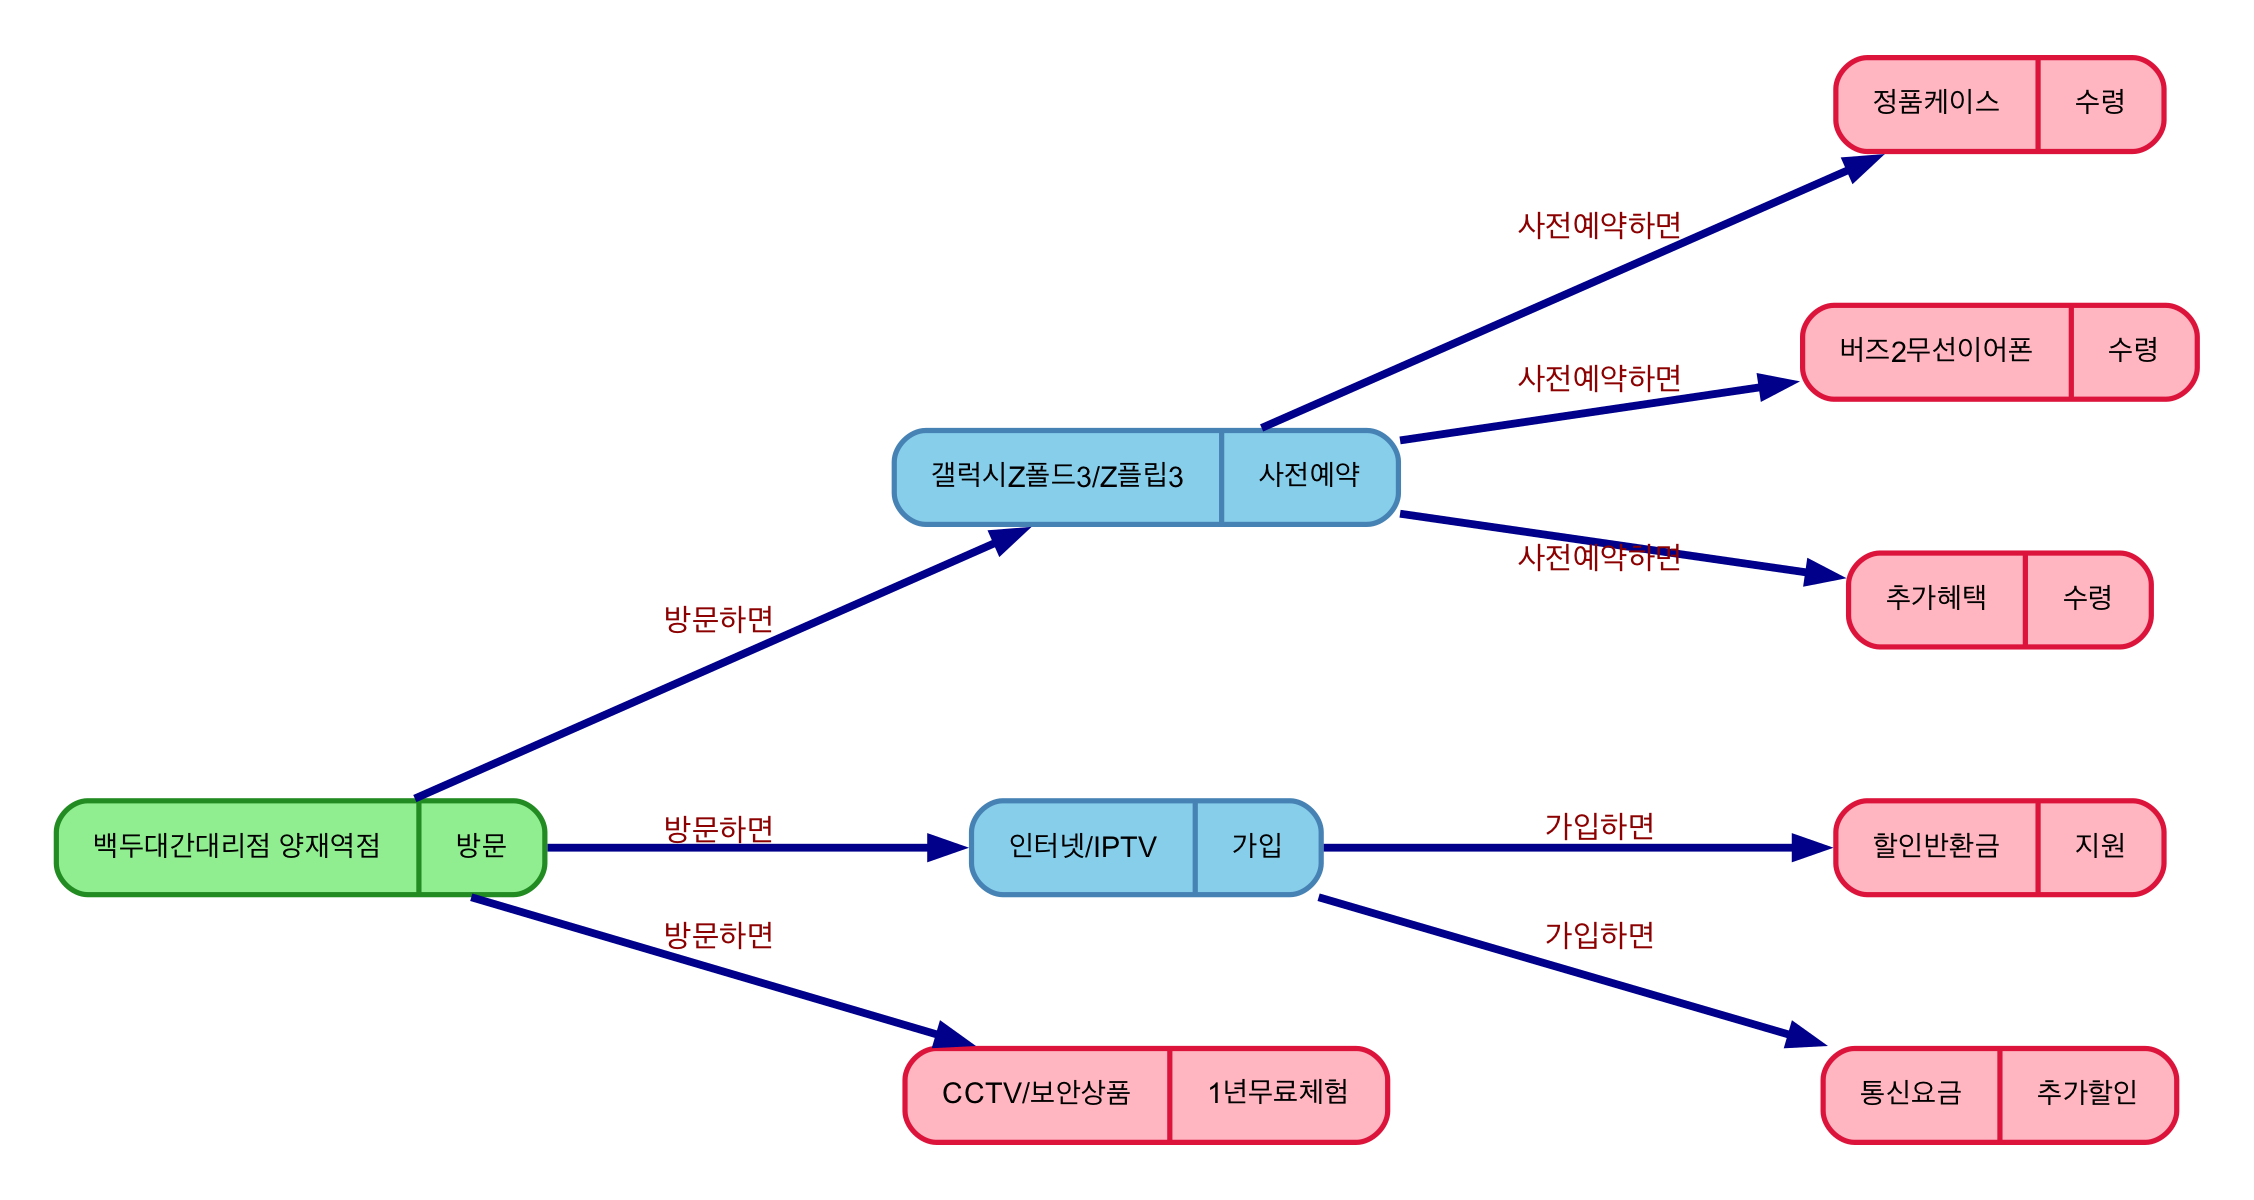 정품케이스 수령
사전예약하면
버즈2무선이어폰 수령
사전예약하면
갤럭시Z폴드3/Z플립3 사전예약
사전예약하면
추가혜택 수령
방문하면
백두대간대리점 양재역점 방문
방문하면
인터넷/IPTV 가입
가입하면
할인반환금 지원
방문하면
가입하면
CCTV/보안상품 1년무료체험
통신요금 추가할인